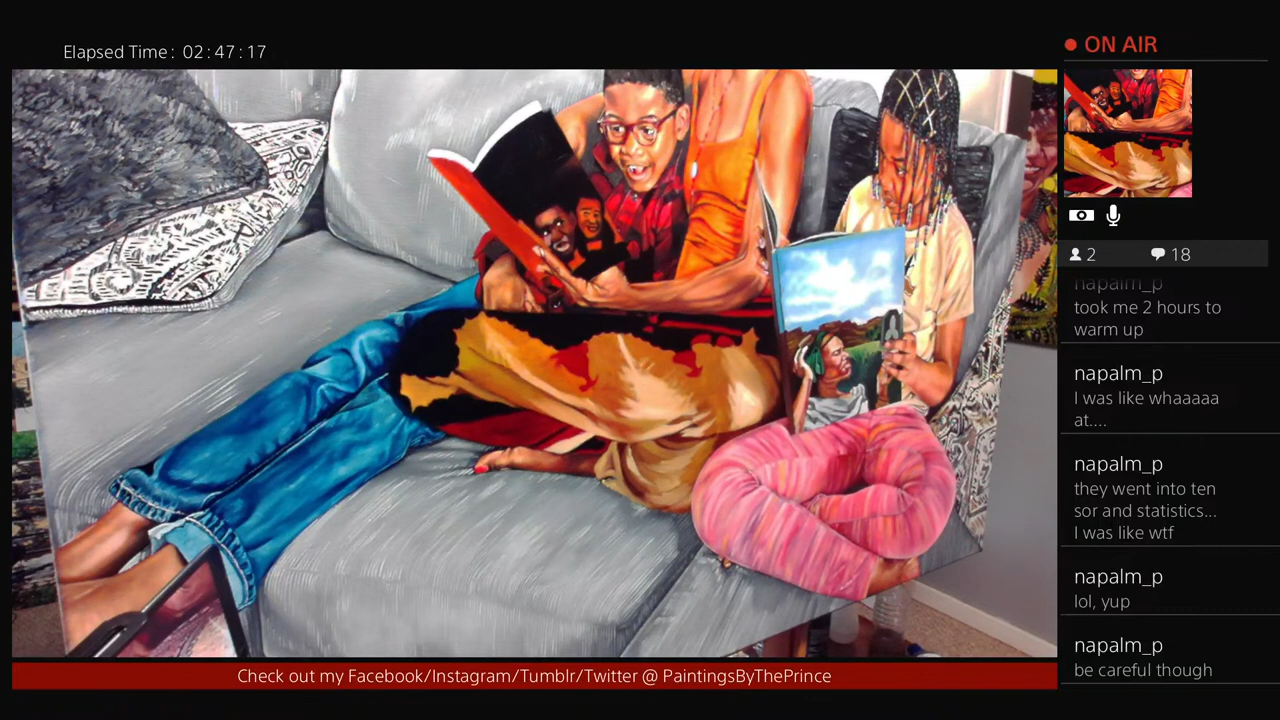 Elapsed Time: 02:47:17
ON AIR
2 18
napalm_p
took me 2 hours to
warm up
napalm_p
I was like whaaaaa
at....
napalm_p
they went into ten
sor and statistics...
I was like wtf
napalm_p
lol, yup
napalm_p
be careful though
Check out my Facebook/Instagram/Tumblr/Twitter @ PaintingsByThePrince